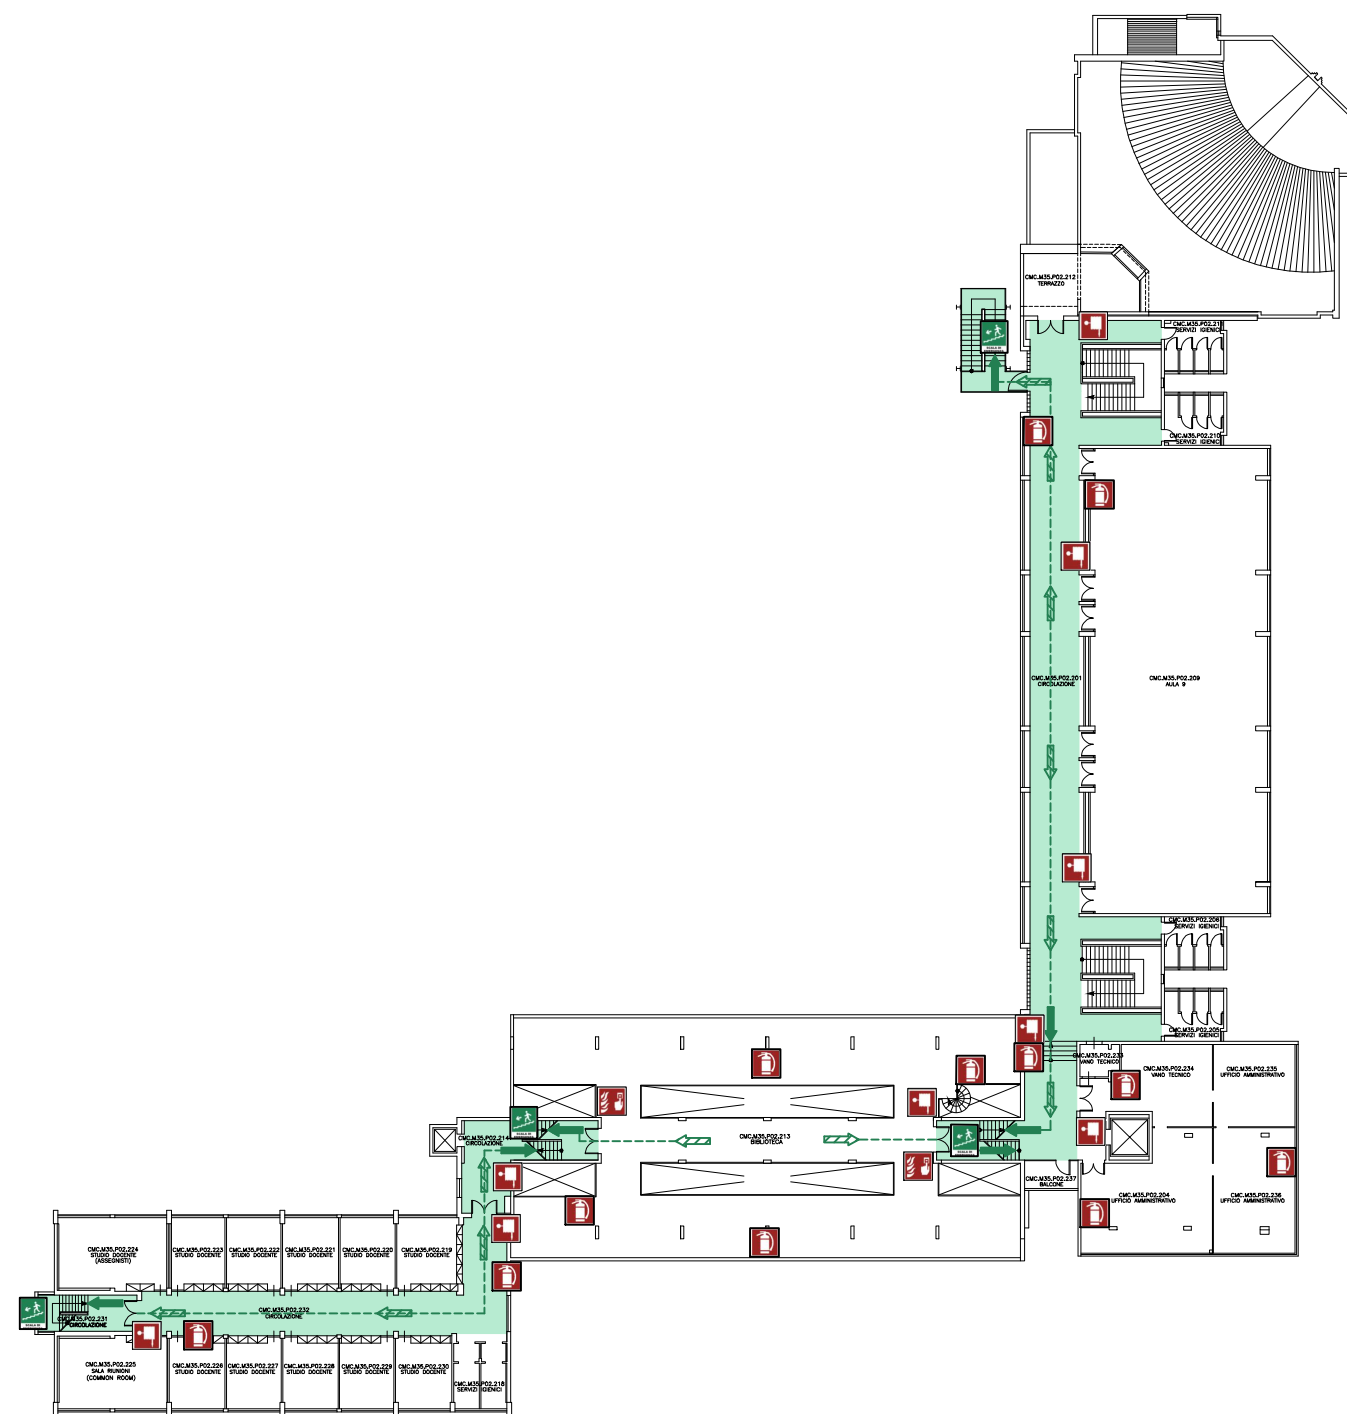 CMC.M35.P02.212
TERRAZZO
CMC.M35.P02.21
SERVIZI IGIENICI
CMC.M35.P02.210
SERVIZI IGIENICI
CMC.M35.P02.201
CIRCOLAZIONE
CMC.M35.P02.209
AULA 9
CMC.M35.P02.206
SERVIZI IGIENICI
CMC.M35.P02.205
SERVIZI IGIENICI
CMC.M35.P02.233
VANO TECNICO
CMC.M35.P02.234
VANO TECNICO
CMC.M35.P02.235
UFFICIO AMMINISTRATIVO
CMC.M35.P02.214
CIRCOLAZIONE
CMC.M35.P02.213
BIBLIOTECA
CMC.M35.P02.237
BALCONE
CMC.M35.P02.204
UFFICIO AMMINISTRATIVO
CMC.M35.P02.236
UFFICIO AMMINISTRATIVO
CMC.M35.P02.224
STUDIO DOCENTE
(ASSEGNISTI)
CMC.M35.P02.223
STUDIO DOCENTE
CMC.M35.P02.222
STUDIO DOCENTE
CMC.M35.P02.221
STUDIO DOCENTE
CMC.M35.P02.220
STUDIO DOCENTE
CMC.M35.P02.219
STUDIO DOCENTE
CMC.M35.P02.231
CIRCOLAZIONE
CMC.M35.P02.232
CIRCOLAZIONE
CMC.M35.P02.225
SALA RIUNIONI
(COMMON ROOM)
CMC.M35.P02.226
STUDIO DOCENTE
CMC.M35.P02.227
STUDIO DOCENTE
CMC.M35.P02.228
STUDIO DOCENTE
CMC.M35.P02.229
STUDIO DOCENTE
CMC.M35.P02.230
STUDIO DOCENTE
CMC.M35.P02.218
SERVIZI IGIENICI